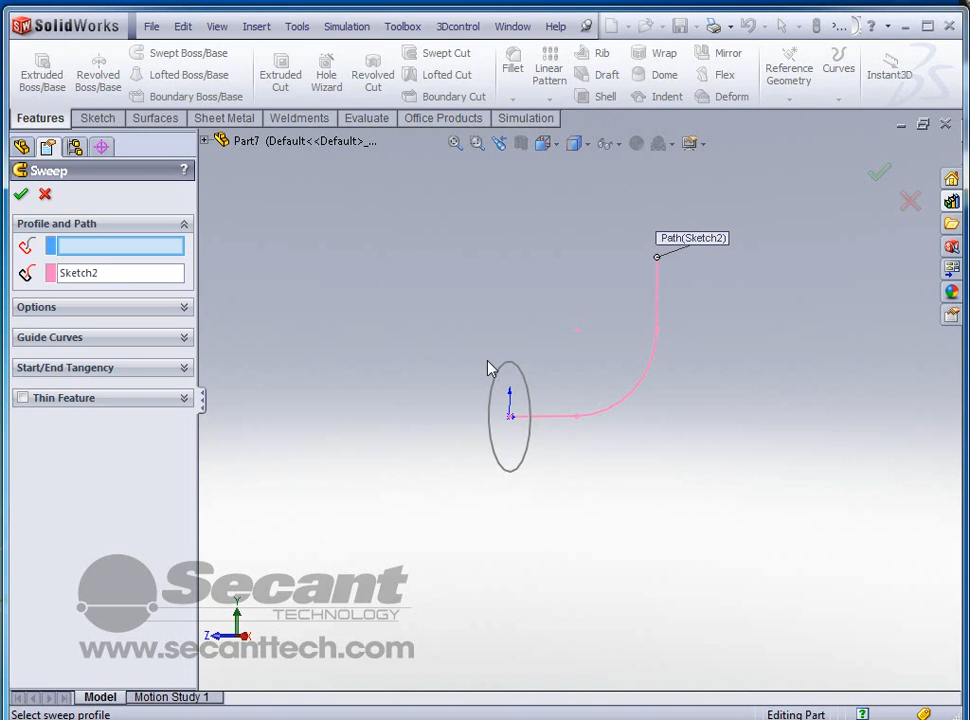 SolidWorks File Edit View Insert Tools Simulation Toolbox 3Dcontrol Window Help
Extruded Boss/Base
Revolved Boss/Base
Swept Boss/Base
Lofted Boss/Base
Boundary Boss/Base
Extruded Cut
Hole Wizard
Revolved Cut
Swept Cut
Lofted Cut
Boundary Cut
Fillet
Linear Pattern
Rib
Draft
Shell
Wrap
Dome
Indent
Mirror
Flex
Deform
Reference Geometry
Curves
Instant3D
Features Sketch Surfaces Sheet Metal Weldments Evaluate Office Products Simulation
Part7 (Default<<Default>_...
Sweep ?
Profile and Path
Sketch2
Options
Guide Curves
Start/End Tangency
Thin Feature
Path(Sketch2)
Secant
TECHNOLOGY
www.secanttech.com
Y
Z
X
Model Motion Study 1
Select sweep profile Editing Part